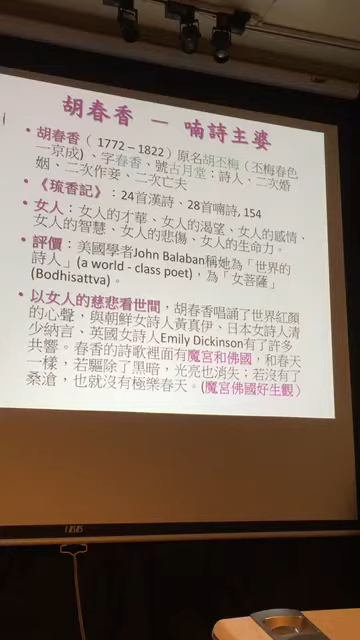 胡春香 － 喃詩主婆
• 胡春香（ 1772 – 1822）原名胡丕梅（丕梅春色
一京成）、字春香、號古月堂；詩人、二次婚
姻、二次作妾、二次亡夫
• 《琉香記》：24首漢詩、28首喃詩, 154
• 女人：女人的才華、女人的渴望、女人的感情、
女人的智慧、女人的悲傷、女人的生命力。
• 評價：美國學者John Balaban稱她為「世界的
詩人」(a world - class poet)，為「女菩薩」
(Bodhisattva)。
• 以女人的慈悲看世間，胡春香唱誦了世界紅顏
的心聲，與朝鮮女詩人黃真伊、日本女詩人清
少納言、英國女詩人Emily Dickinson有了許多
共響。春香的詩歌裡面有魔宮和佛國，和春天
一樣，若驅除了黑暗，光亮也消失；若沒有了
桑滄，也就沒有極樂春天。(魔宮佛國好生觀）